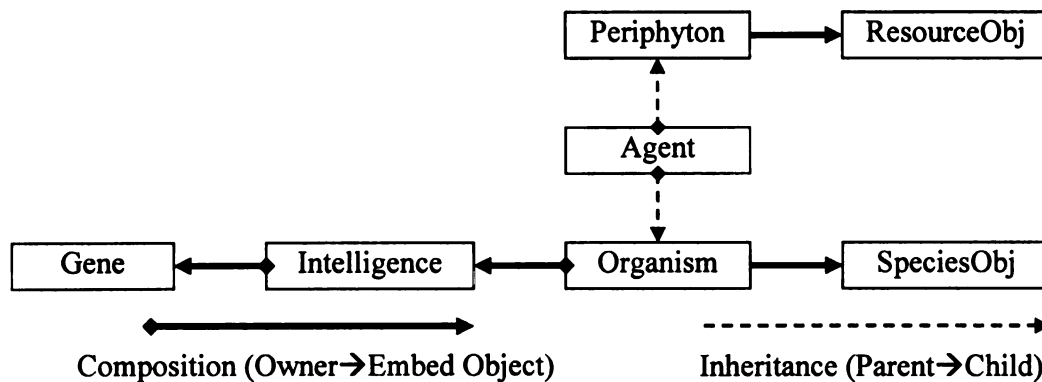 Periphyton
ResourceObj
Agent
Gene
Intelligence
Organism
SpeciesObj
Composition (Owner→Embed Object)
Inheritance (Parent→Child)